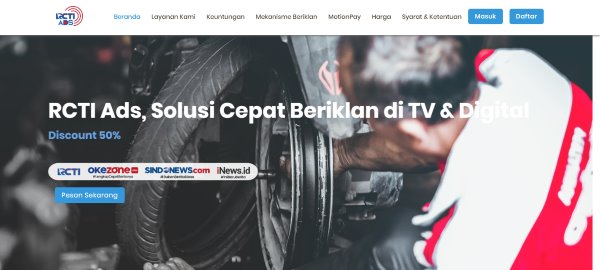 RCTI
ADS
Beranda
Layanan Kami
Keuntungan
Mekanisme Beriklan
MotionPay
Harga
Syarat & Ketentuan
Masuk
Daftar
RCTI Ads, Solusi Cepat Beriklan di TV & Digital
Discount 50%
RCTI
OKEZONE
SINDONEWS.com
iNews.id
Pesan Sekarang